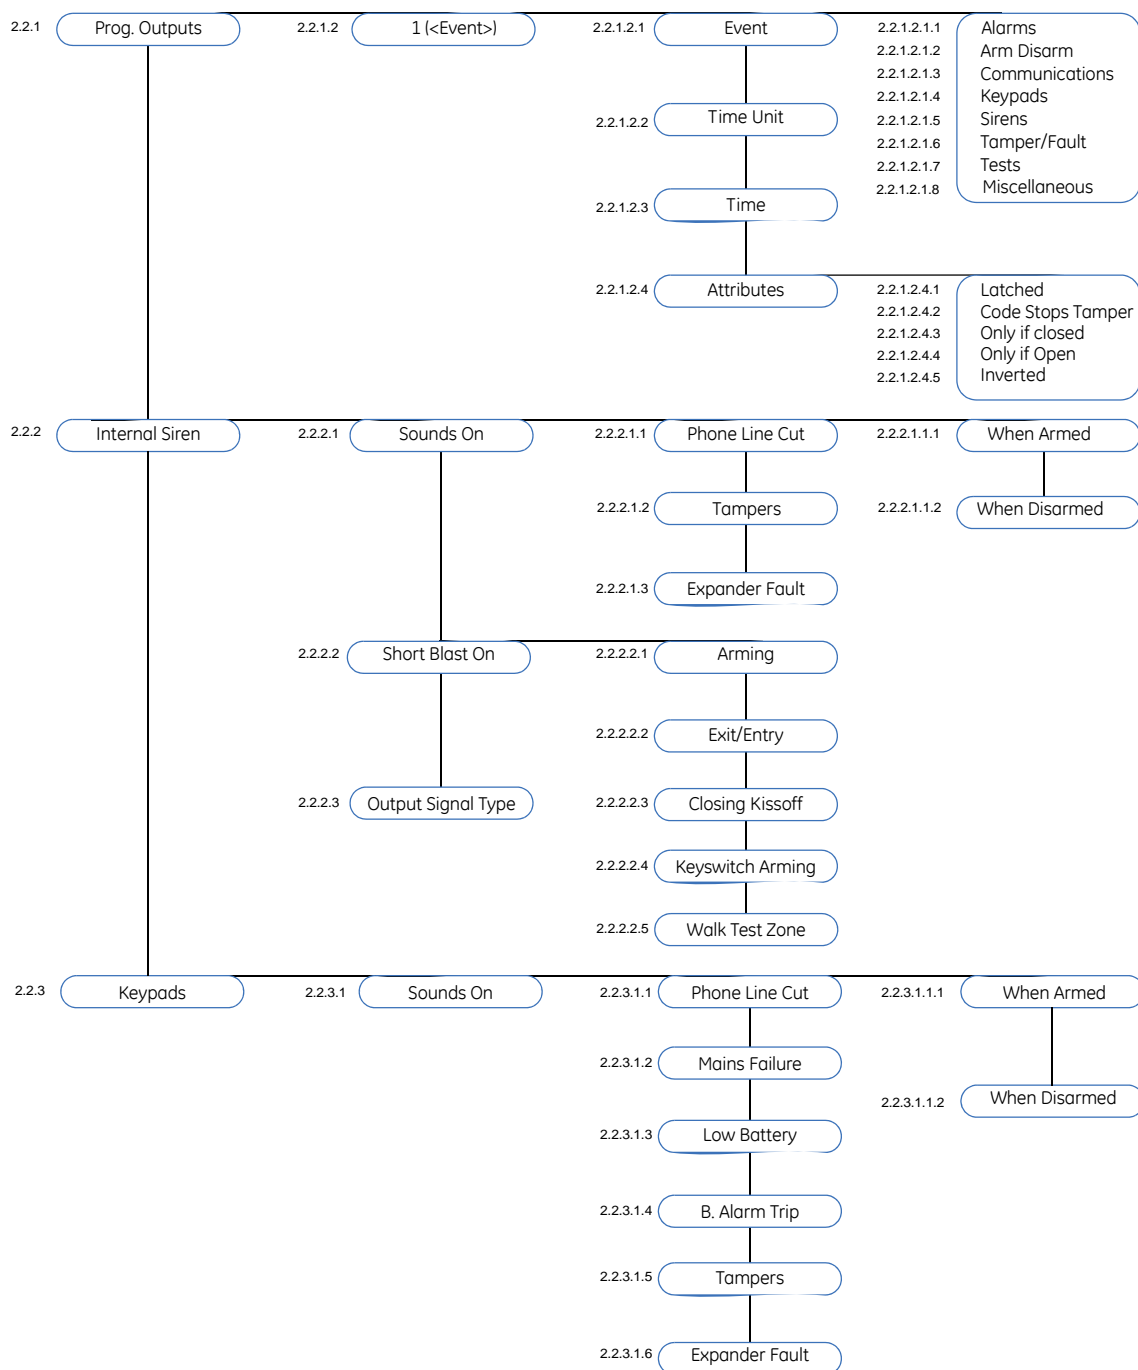 2.2.1 Prog. Outputs 2.2.1.2 1 (<Event>) 2.2.1.2.1 Event 2.2.1.2.1.1 Alarms
2.2.1.2.1.2 Arm Disarm
2.2.1.2.1.3 Communications
2.2.1.2.1.4 Keypads
2.2.1.2.2 Time Unit 2.2.1.2.1.5 Sirens
2.2.1.2.1.6 Tamper/Fault
2.2.1.2.1.7 Tests
2.2.1.2.1.8 Miscellaneous
2.2.1.2.3 Time
2.2.1.2.4 Attributes 2.2.1.2.4.1 Latched
2.2.1.2.4.2 Code Stops Tamper
2.2.1.2.4.3 Only if closed
2.2.1.2.4.4 Only if Open
2.2.1.2.4.5 Inverted
2.2.2 Internal Siren 2.2.2.1 Sounds On 2.2.2.1.1 Phone Line Cut 2.2.2.1.1.1 When Armed
2.2.2.1.2 Tampers 2.2.2.1.1.2 When Disarmed
2.2.2.1.3 Expander Fault
2.2.2.2 Short Blast On 2.2.2.2.1 Arming
2.2.2.2.2 Exit/Entry
2.2.2.3 Output Signal Type 2.2.2.2.3 Closing Kissoff
2.2.2.2.4 Keyswitch Arming
2.2.2.2.5 Walk Test Zone
2.2.3 Keypads 2.2.3.1 Sounds On 2.2.3.1.1 Phone Line Cut 2.2.3.1.1.1 When Armed
2.2.3.1.2 Mains Failure
2.2.3.1.1.2 When Disarmed
2.2.3.1.3 Low Battery
2.2.3.1.4 B. Alarm Trip
2.2.3.1.5 Tampers
2.2.3.1.6 Expander Fault